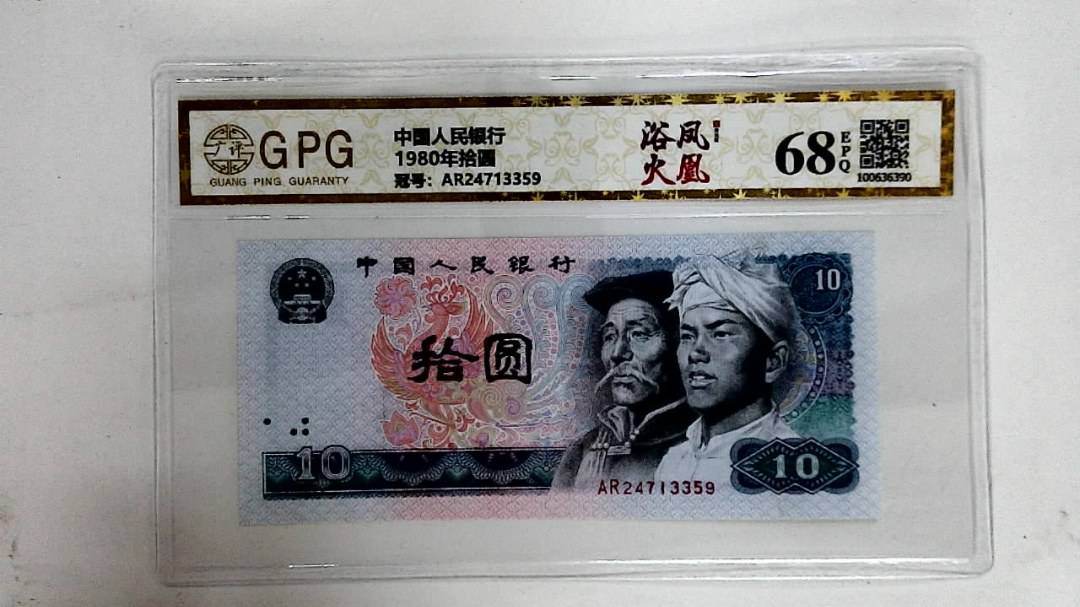 广评
GPG
GUANG PING GUARANTY
中国人民银行
1980年拾圆
冠号：AR24713359
浴凤
火凰
68
EPQ
100636390
中国人民银行
10
拾圆
10
AR24713359
10